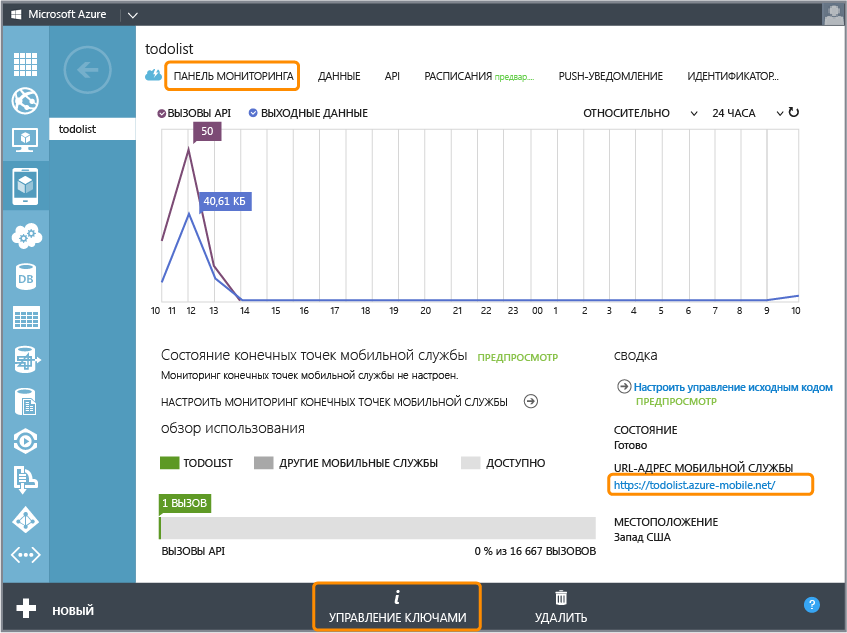 Microsoft Azure
todolist
todolist
ПАНЕЛЬ МОНИТОРИНГА ДАННЫЕ API РАСПИСАНИЯ предвар... PUSH-УВЕДОМЛЕНИЕ ИДЕНТИФИКАТОР...
ВЫЗОВЫ API ВЫХОДНЫЕ ДАННЫЕ ОТНОСИТЕЛЬНО 24 ЧАСА
50
40,61 КБ
10 11 12 13 14 15 16 17 18 19 20 21 22 23 00 1 2 3 4 5 6 7 8 9 10
Состояние конечных точек мобильной службы ПРЕДПРОСМОТР
Мониторинг конечных точек мобильной службы не настроен.
НАСТРОИТЬ МОНИТОРИНГ КОНЕЧНЫХ ТОЧЕК МОБИЛЬНОЙ СЛУЖБЫ
обзор использования
TODOLIST ДРУГИЕ МОБИЛЬНЫЕ СЛУЖБЫ ДОСТУПНО
1 ВЫЗОВ
ВЫЗОВЫ API 0 % из 16 667 ВЫЗОВОВ
сводка
Настроить управление исходным кодом
ПРЕДПРОСМОТР
СОСТОЯНИЕ
Готово
URL-АДРЕС МОБИЛЬНОЙ СЛУЖБЫ
https://todolist.azure-mobile.net/
МЕСТОПОЛОЖЕНИЕ
Запад США
DB
НОВЫЙ
УПРАВЛЕНИЕ КЛЮЧАМИ
УДАЛИТЬ
?